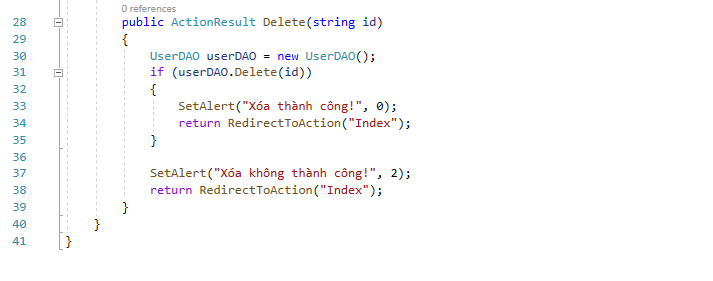 0 references
28 public ActionResult Delete(string id)
29 {
30 UserDAO userDAO = new UserDAO();
31 if (userDAO.Delete(id))
32 {
33 SetAlert("Xóa thành công!", 0);
34 return RedirectToAction("Index");
35 }
36
37 SetAlert("Xóa không thành công!", 2);
38 return RedirectToAction("Index");
39 }
40 }
41 }